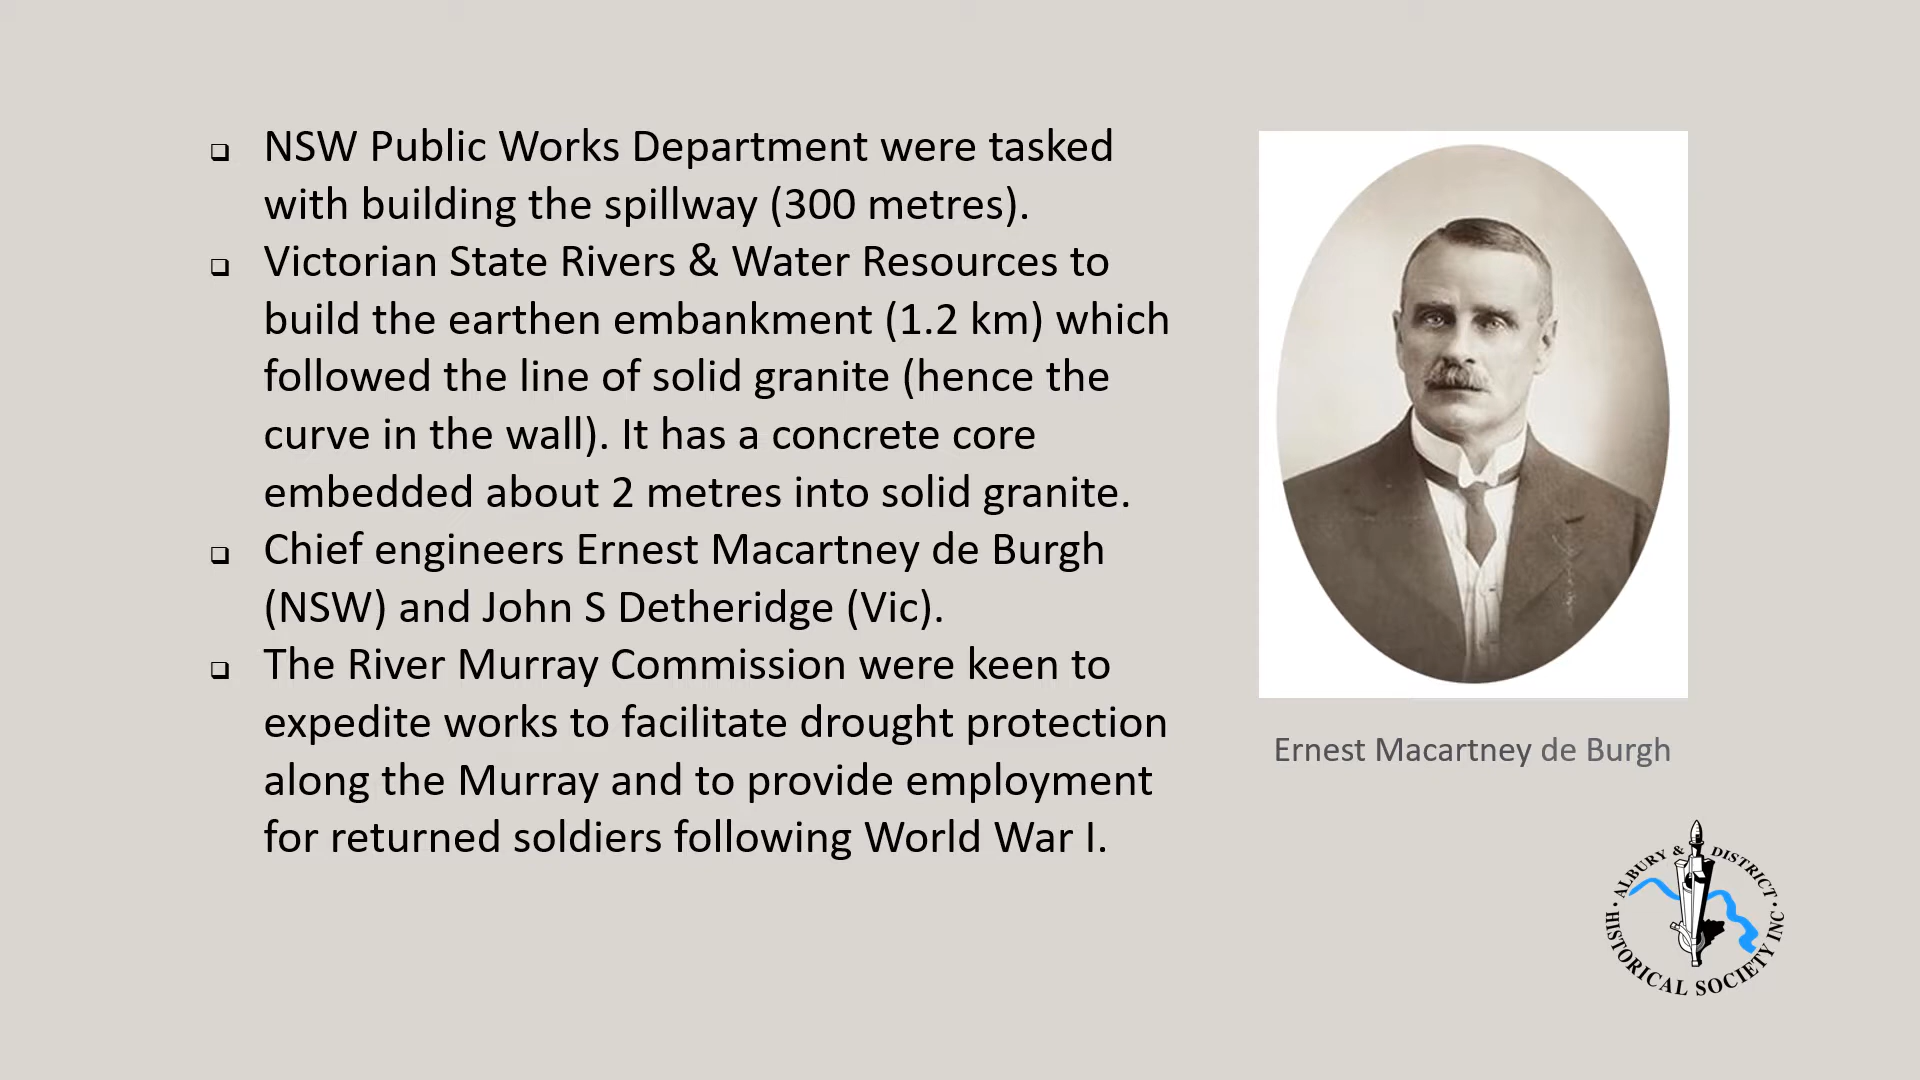 NSW Public Works Department were tasked
with building the spillway (300 metres).
Victorian State Rivers & Water Resources to
build the earthen embankment (1.2 km) which
followed the line of solid granite (hence the
curve in the wall). It has a concrete core
embedded about 2 metres into solid granite.
Chief engineers Ernest Macartney de Burgh
(NSW) and John S Detheridge (Vic).
The River Murray Commission were keen to
expedite works to facilitate drought protection
along the Murray and to provide employment
for returned soldiers following World War I.
Ernest Macartney de Burgh
ALBURY & DISTRICT
HISTORICAL SOCIETY INC